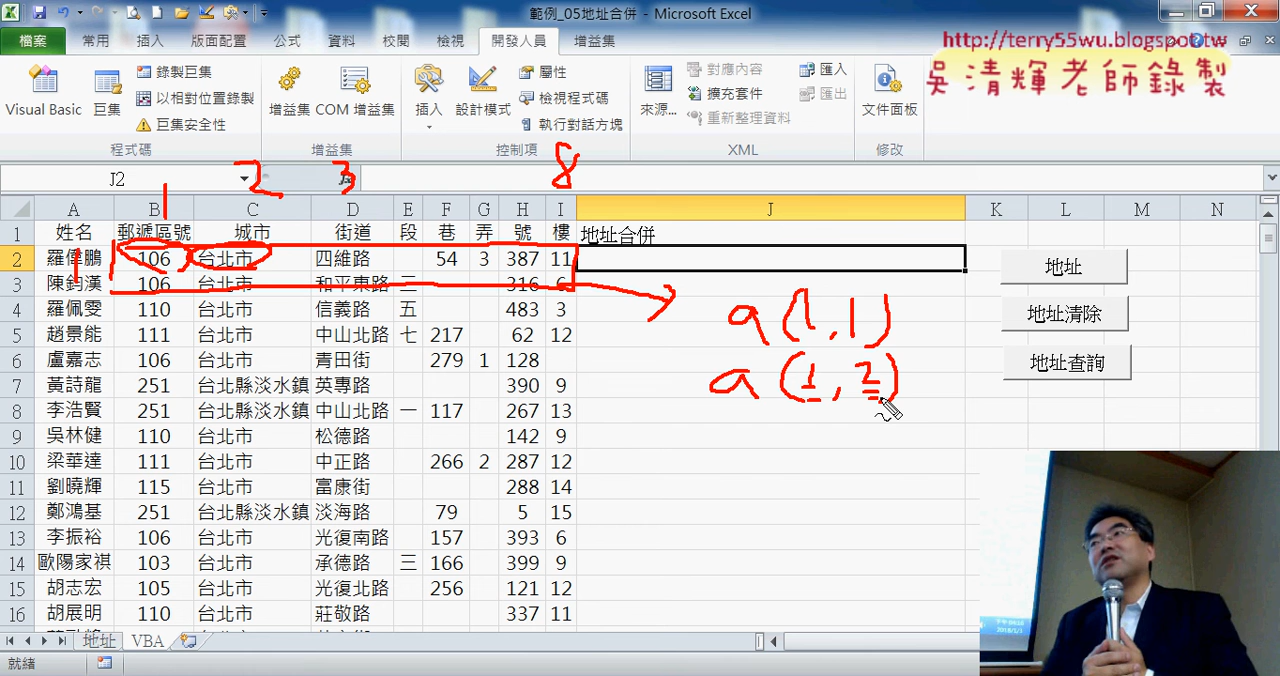 範例_05地址合併 - Microsoft Excel
http://terry55wu.blogspot.tw
吳清輝老師錄製
檔案 常用 插入 版面配置 公式 資料 校閱 檢視 開發人員 增益集
Visual Basic 巨集 錄製巨集 以相對位置錄製 巨集安全性
增益集 COM 增益集
插入 設計模式 屬性 檢視程式碼 執行對話方塊
來源... 對應內容 擴充套件 重新整理資料 匯入 匯出
文件面板
程式碼 增益集 控制項 XML 修改
1 2 3 8
J2
A B C D E F G H I J K L M N
1 姓名 郵遞區號 城市 街道 段 巷 弄 號 樓 地址合併
2 羅偉鵬 106 台北市 四維路 54 3 387 11
3 陳鈞漢 106 台北市 和平東路 三 316 6
4 羅佩雯 110 台北市 信義路 五 483 3
5 趙景能 111 台北市 中山北路 七 217 62 12
6 盧嘉志 106 台北市 青田街 279 1 128
7 黃詩龍 251 台北縣淡水鎮 英專路 390 9
8 李浩賢 251 台北縣淡水鎮 中山北路 一 117 267 13
9 吳林健 110 台北市 松德路 142 9
10 梁華達 111 台北市 中正路 266 2 287 12
11 劉曉輝 115 台北市 富康街 288 14
12 鄭鴻基 251 台北縣淡水鎮 淡海路 79 5 15
13 李振裕 106 台北市 光復南路 157 393 6
14 歐陽家祺 103 台北市 承德路 三 166 399 9
15 胡志宏 105 台北市 光復北路 256 121 12
16 胡展明 110 台北市 莊敬路 337 11
1
a(1,1)
a(1,2)
地址
地址清除
地址查詢
地址 VBA
就緒